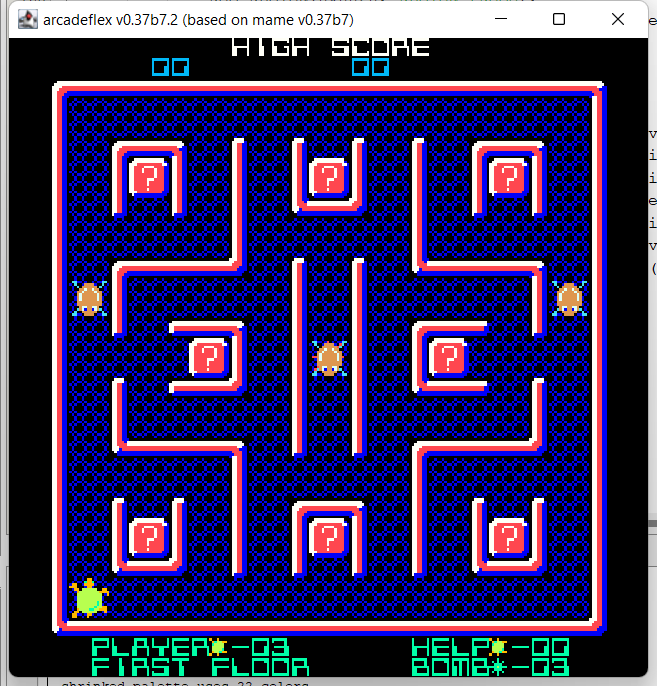 arcadeflex v0.37b7.2 (based on mame v0.37b7)
HIGH SCORE
00 00
? ? ?
? ?
? ? ?
PLAYER -03 HELP -00
FIRST FLOOR BOMB -03
shrinked palette uses 32 colors